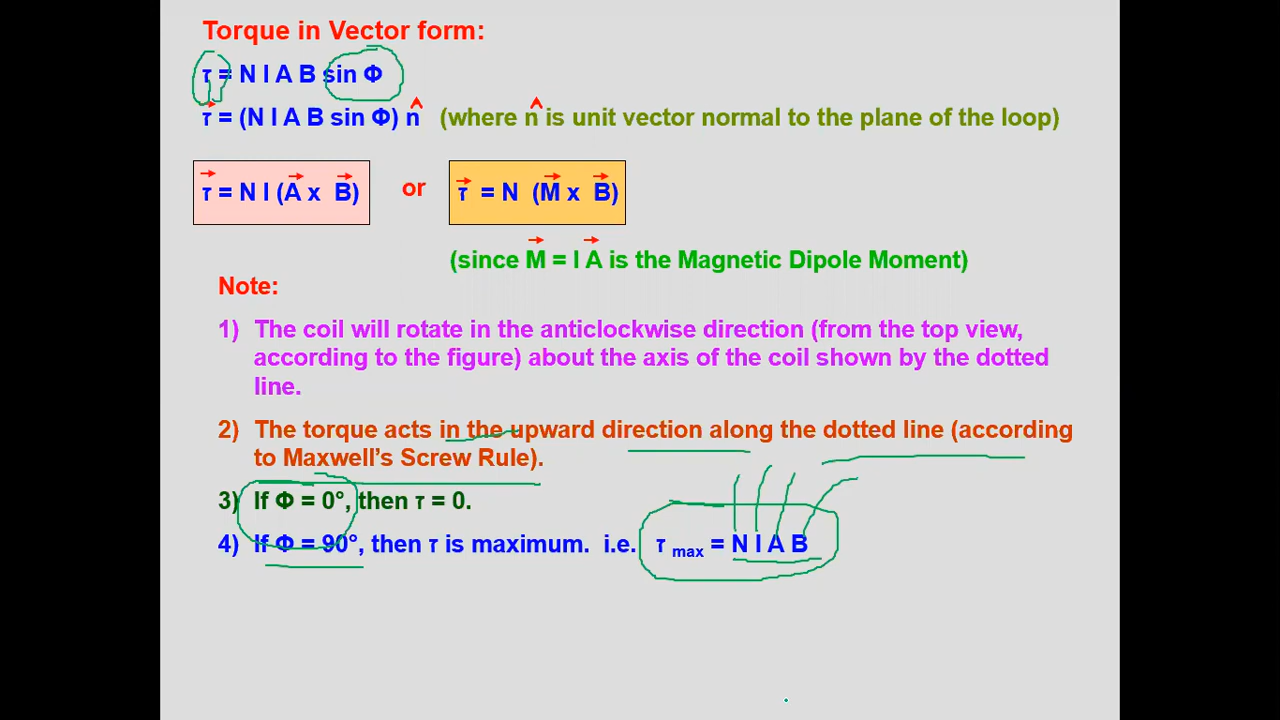 Torque in Vector form:
τ = N I A B sin Φ
τ⃗ = (N I A B sin Φ) n̂ (where n̂ is unit vector normal to the plane of the loop)
τ⃗ = N I (A⃗ x B⃗) or τ⃗ = N (M⃗ x B⃗)
(since M⃗ = I A⃗ is the Magnetic Dipole Moment)
Note:
1) The coil will rotate in the anticlockwise direction (from the top view,
according to the figure) about the axis of the coil shown by the dotted
line.
2) The torque acts in the upward direction along the dotted line (according
to Maxwell’s Screw Rule).
3) If Φ = 0°, then τ = 0.
4) If Φ = 90°, then τ is maximum. i.e. τ max = N I A B